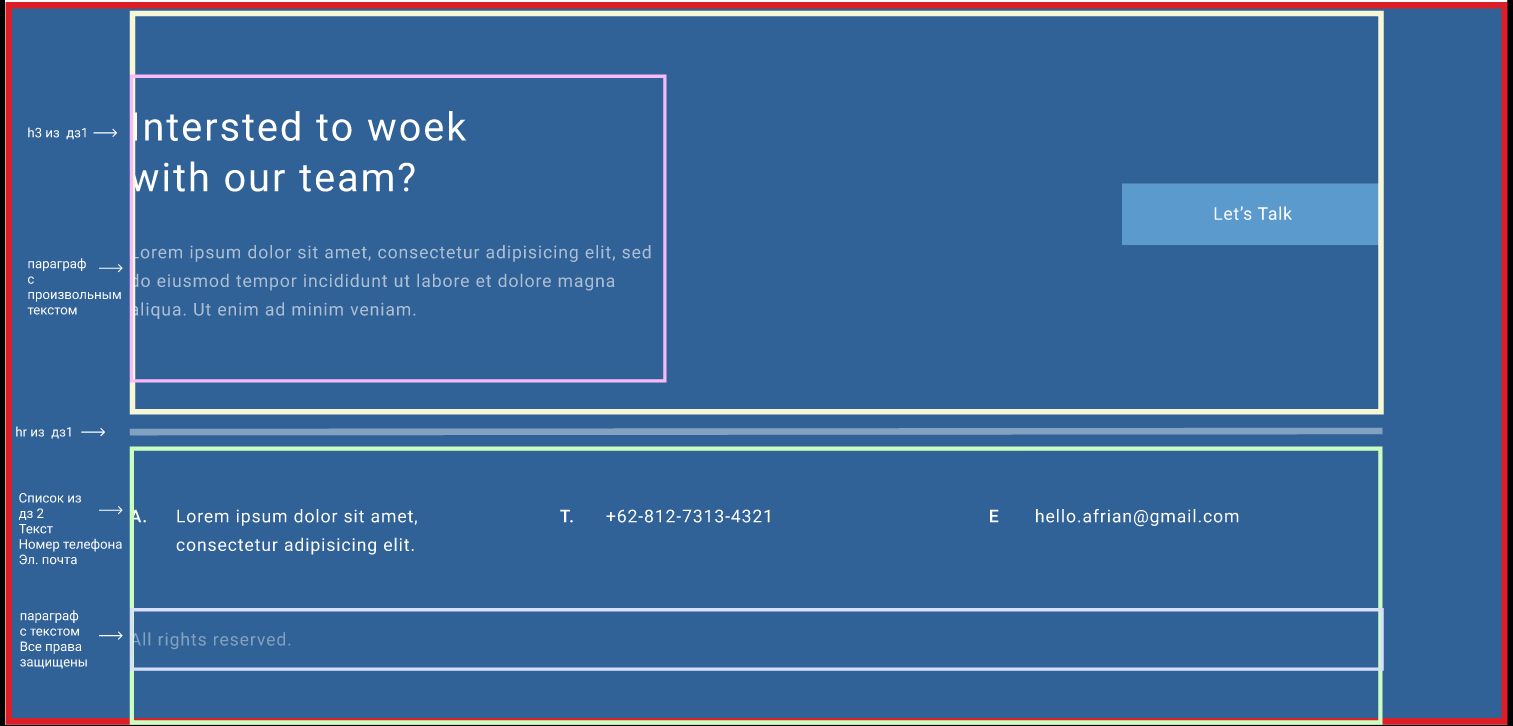 h3 из дз1
Intersted to woek
with our team?
Let’s Talk
параграф
с
произвольным
текстом
Lorem ipsum dolor sit amet, consectetur adipisicing elit, sed
do eiusmod tempor incididunt ut labore et dolore magna
aliqua. Ut enim ad minim veniam.
hr из дз1
Список из
дз 2
Текст
Номер телефона
Эл. почта
A.
Lorem ipsum dolor sit amet,
consectetur adipisicing elit.
T.
+62-812-7313-4321
E
hello.afrian@gmail.com
параграф
с текстом
Все права
защищены
All rights reserved.